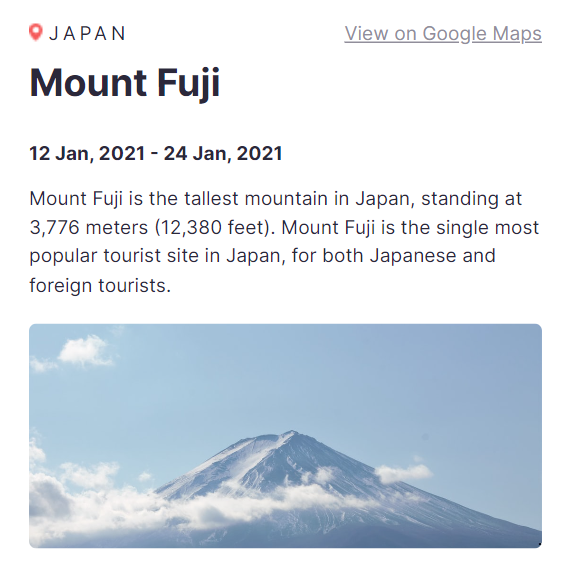 JAPAN
View on Google Maps
Mount Fuji
12 Jan, 2021 - 24 Jan, 2021
Mount Fuji is the tallest mountain in Japan, standing at
3,776 meters (12,380 feet). Mount Fuji is the single most
popular tourist site in Japan, for both Japanese and
foreign tourists.